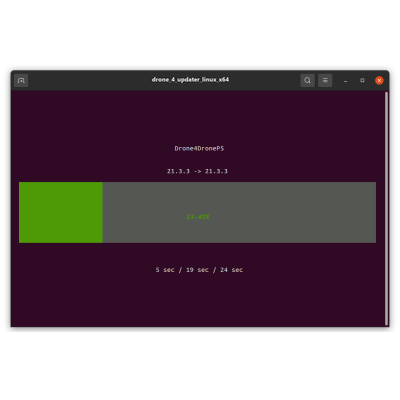 drone_4_updater_linux_x64
Drone4DronePS
21.3.3 -> 21.3.3
5 sec / 19 sec / 24 sec